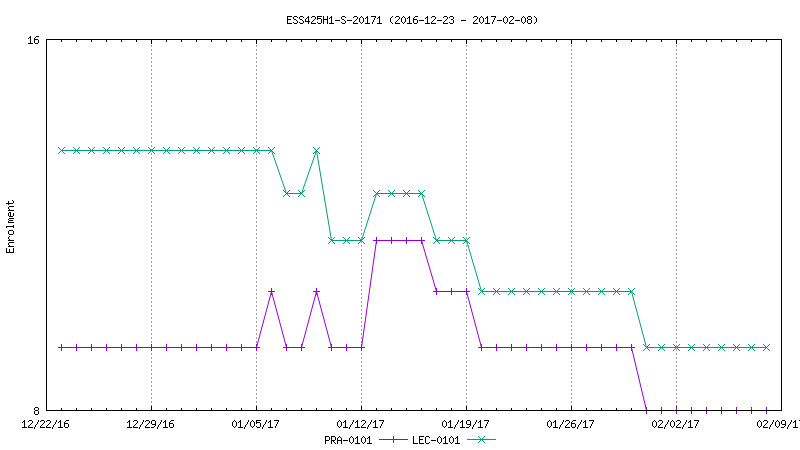 ESS425H1-S-20171 (2016-12-23 - 2017-02-08)
16
Enrolment
8
12/22/16 12/29/16 01/05/17 01/12/17 01/19/17 01/26/17 02/02/17 02/09/1
PRA-0101 LEC-0101